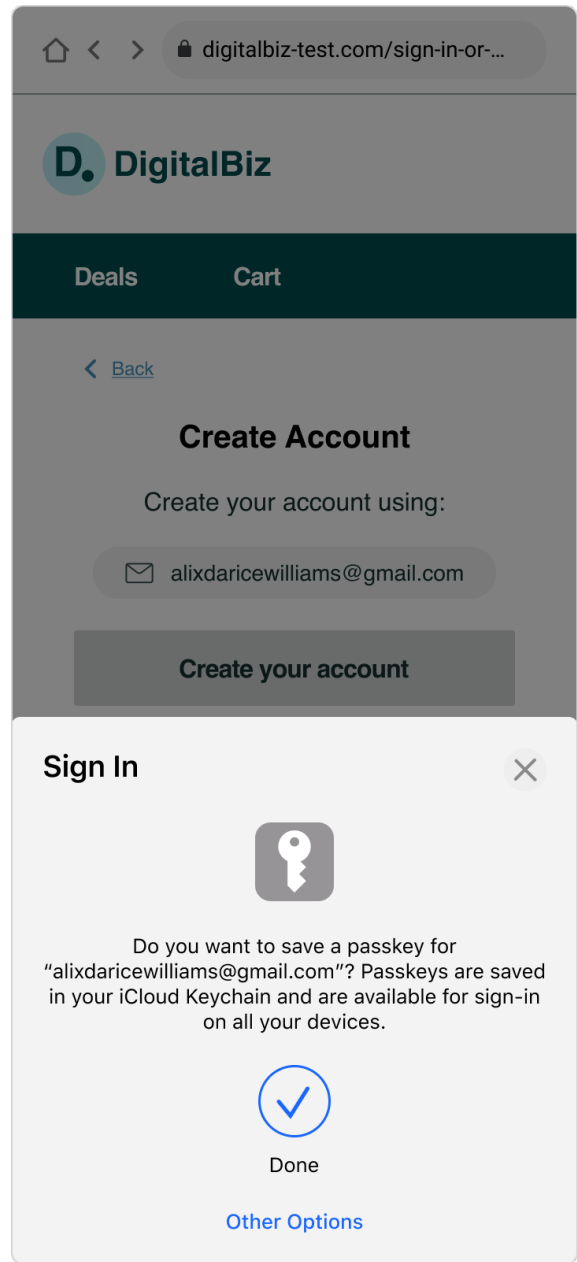 digitalbiz-test.com/sign-in-or-...
D. DigitalBiz
Deals Cart
Back
Create Account
Create your account using:
alixdaricewilliams@gmail.com
Create your account
Sign In
Do you want to save a passkey for
“alixdaricewilliams@gmail.com”? Passkeys are saved
in your iCloud Keychain and are available for sign-in
on all your devices.
Done
Other Options